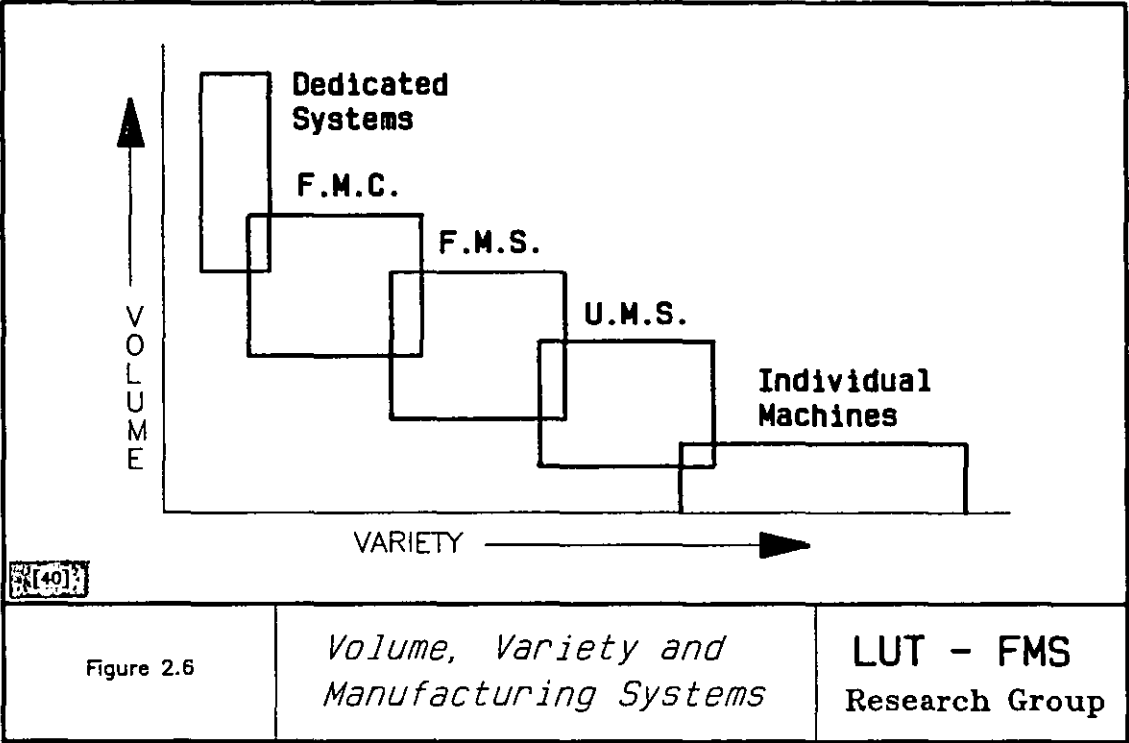 Dedicated
Systems
F.M.C.
F.M.S.
U.M.S.
Individual
Machines
VOLUME
VARIETY
[40]
Figure 2.6
Volume, Variety and
Manufacturing Systems
LUT - FMS
Research Group